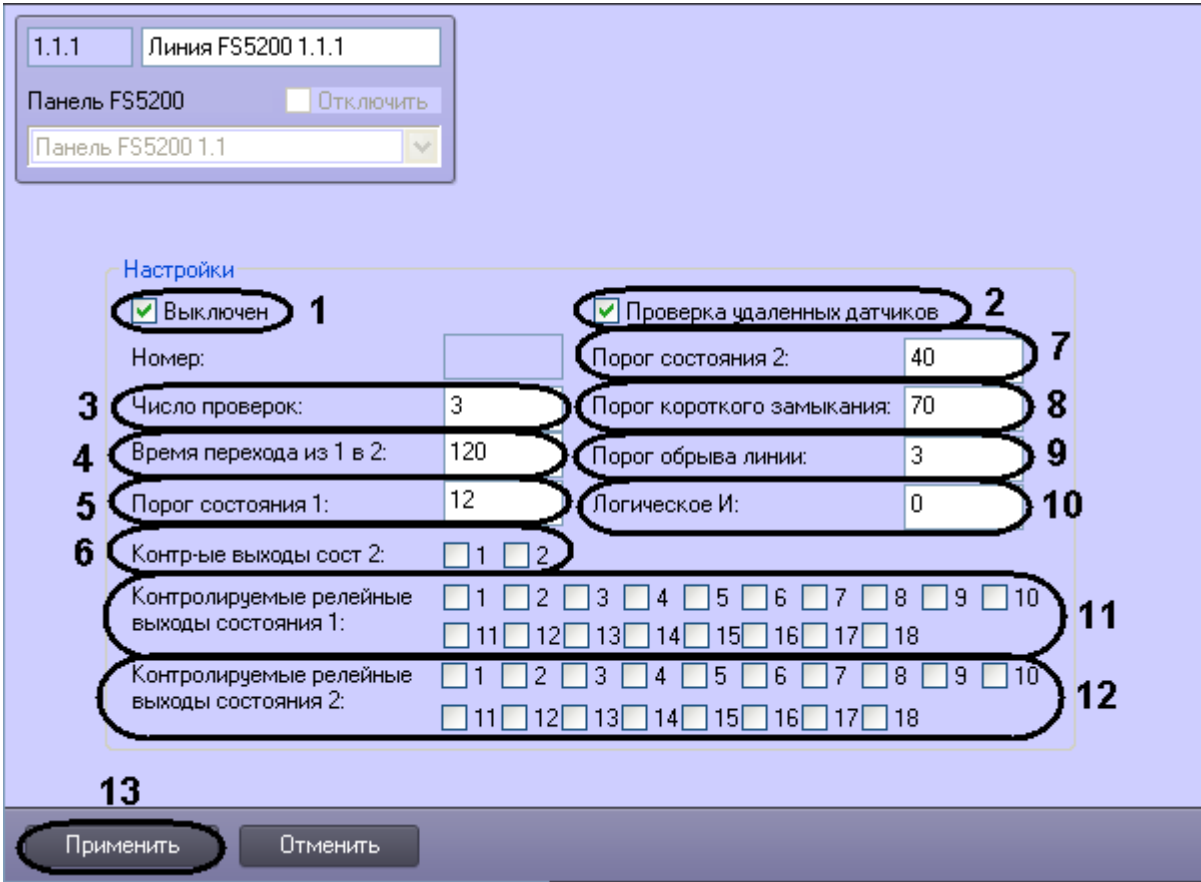 1.1.1 Линия FS5200 1.1.1
Панель FS5200 Отключить
Панель FS5200 1.1
Настройки
Выключен 1 Проверка удаленных датчиков 2
Номер: Порог состояния 2: 40 7
3 Число проверок: 3 Порог короткого замыкания: 70 8
4 Время перехода из 1 в 2: 120 Порог обрыва линии: 3 9
5 Порог состояния 1: 12 Логическое И: 0 10
6 Контр-ые выходы сост 2: 1 2
Контролируемые релейные 1 2 3 4 5 6 7 8 9 10
выходы состояния 1: 11 12 13 14 15 16 17 18 11
Контролируемые релейные 1 2 3 4 5 6 7 8 9 10
выходы состояния 2: 11 12 13 14 15 16 17 18 12
13
Применить Отменить